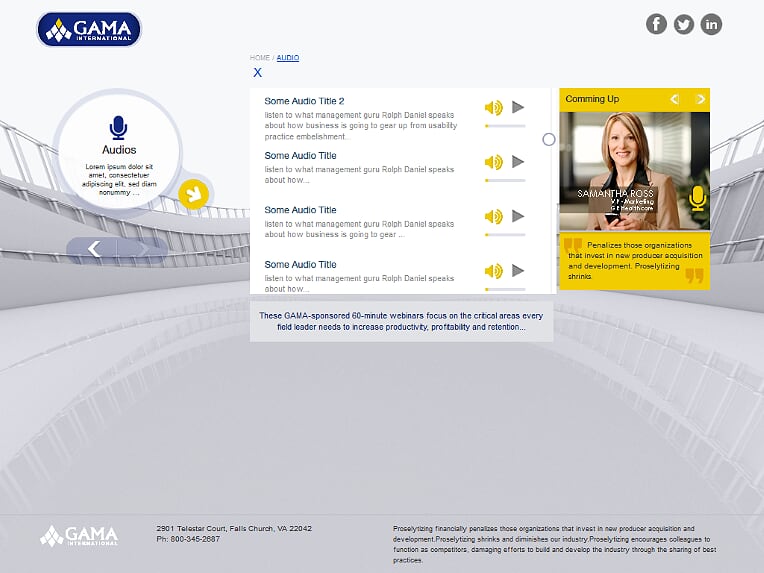 GAMA
INTERNATIONAL
HOME / AUDIO
X
Audios
Lorem ipsum dolor sit
amet, consectetuer
adipiscing elit, sed diam
nonummy ...
Some Audio Title 2
listen to what management guru Rolph Daniel speaks
about how business is going to gear up from usability
practice embelishment..
Some Audio Title
listen to what management guru Rolph Daniel speaks
about how...
Some Audio Title
listen to what management guru Rolph Daniel speaks
about how business is going to gear ...
Some Audio Title
listen to what management guru Rolph Daniel speaks
about how...
Comming Up
SAMANTHA ROSS
VP - Marketing
GE Healthcare
Penalizes those organizations
that invest in new producer acquisition
and development. Proselytizing
shrinks.
These GAMA-sponsored 60-minute webinars focus on the critical areas every
field leader needs to increase productivity, profitability and retention...
GAMA
INTERNATIONAL
2901 Telestar Court, Falls Church, VA 22042
Ph: 800-345-2687
Proselytizing financially penalizes those organizations that invest in new producer acquisition and
development.Proselytizing shrinks and diminishes our industry.Proselytizing encourages colleagues to
function as competitors, damaging efforts to build and develop the industry through the sharing of best
practices.